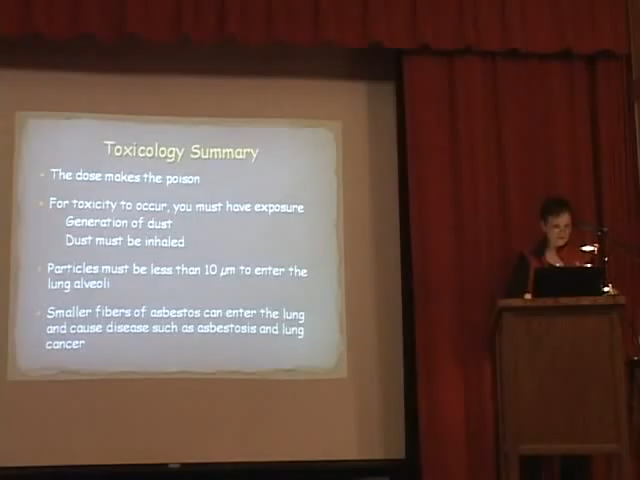 Toxicology Summary
The dose makes the poison
For toxicity to occur, you must have exposure
Generation of dust
Dust must be inhaled
Particles must be less than 10 µm to enter the
lung alveoli
Smaller fibers of asbestos can enter the lung
and cause disease such as asbestosis and lung
cancer